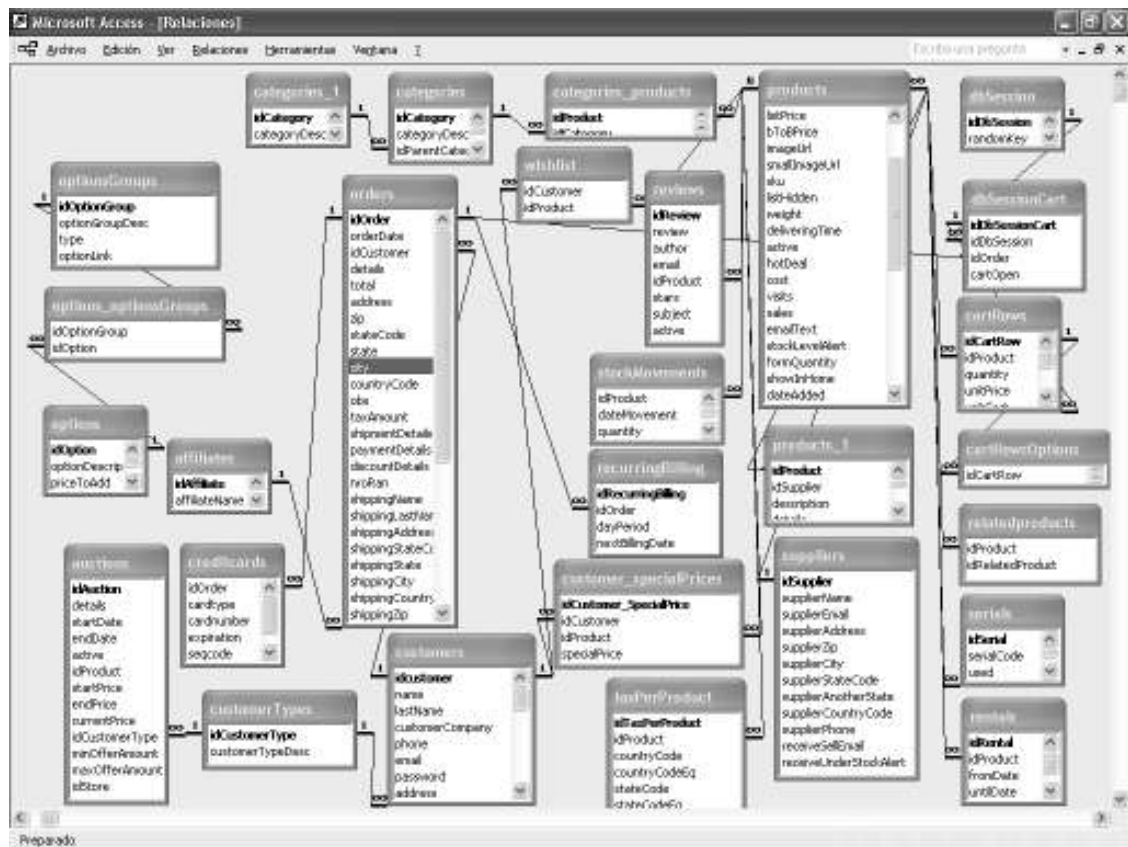 Microsoft Access - [Relaciones]
Archivo Edición Ver Relaciones Herramientas Ventana ?
Escriba una pregunta
categories_1
idCategory
categoryDesc
categories
idCategory
categoryDesc
idParentCate
categories_products
idProduct
idCategory
products
listPrice
bToBPrice
imageUrl
smallImageUrl
sku
listHidden
weight
deliveringTime
active
hotDeal
cost
visits
sales
emailText
stockLevelAlert
formQuantity
showInHome
dateAdded
dbSession
idDbSession
randomKey
optionsGroups
idOptionGroup
optionGroupDesc
type
optionLink
orders
idOrder
orderDate
idCustomer
details
total
address
zip
stateCode
state
city
countryCode
obs
taxAmount
shipmentDetails
paymentDetails
discountDetails
nroRan
shippingName
shippingLastNam
shippingAddress
shippingStateCo
shippingState
shippingCity
shippingCountry
shippingZip
wishlist
idCustomer
idProduct
reviews
idReview
review
author
email
idProduct
stars
subject
active
dbSessionCart
idDbSessionCart
idDbSession
idOrder
cartOpen
options_optionsGroups
idOptionGroup
idOption
cartRows
idCartRow
idProduct
quantity
unitPrice
stockMovements
idProduct
dateMovement
quantity
options
idOption
optionDescrip
priceToAdd
affiliates
idAffiliate
affiliateName
products_1
idProduct
idSupplier
description
details
cartRowsOptions
idCartRow
recurringBilling
idRecurringBilling
idOrder
dayPeriod
nextBillingDate
relatedproducts
idProduct
idRelatedProduct
auctions
idAuction
details
startDate
endDate
active
idProduct
startPrice
endPrice
currentPrice
idCustomerType
minOfferAmount
maxOfferAmount
idStore
creditcards
idOrder
cardtype
cardnumber
expiration
seqcode
customer_specialPrices
idCustomer_SpecialPrice
idCustomer
idProduct
specialPrice
suppliers
idSupplier
supplierName
supplierEmail
supplierAddress
supplierZip
supplierCity
supplierStateCode
supplierAnotherState
supplierCountryCode
supplierPhone
receiveSellEmail
receiveUnderStockAlert
serials
idSerial
serialCode
used
customers
idcustomer
name
lastName
customerCompany
phone
email
password
address
customerTypes
idCustomerType
customerTypeDesc
taxPerProduct
idTaxPerProduct
idProduct
countryCode
countryCodeEq
stateCode
stateCodeEq
rentals
idRental
idProduct
fromDate
untilDate
Preparado